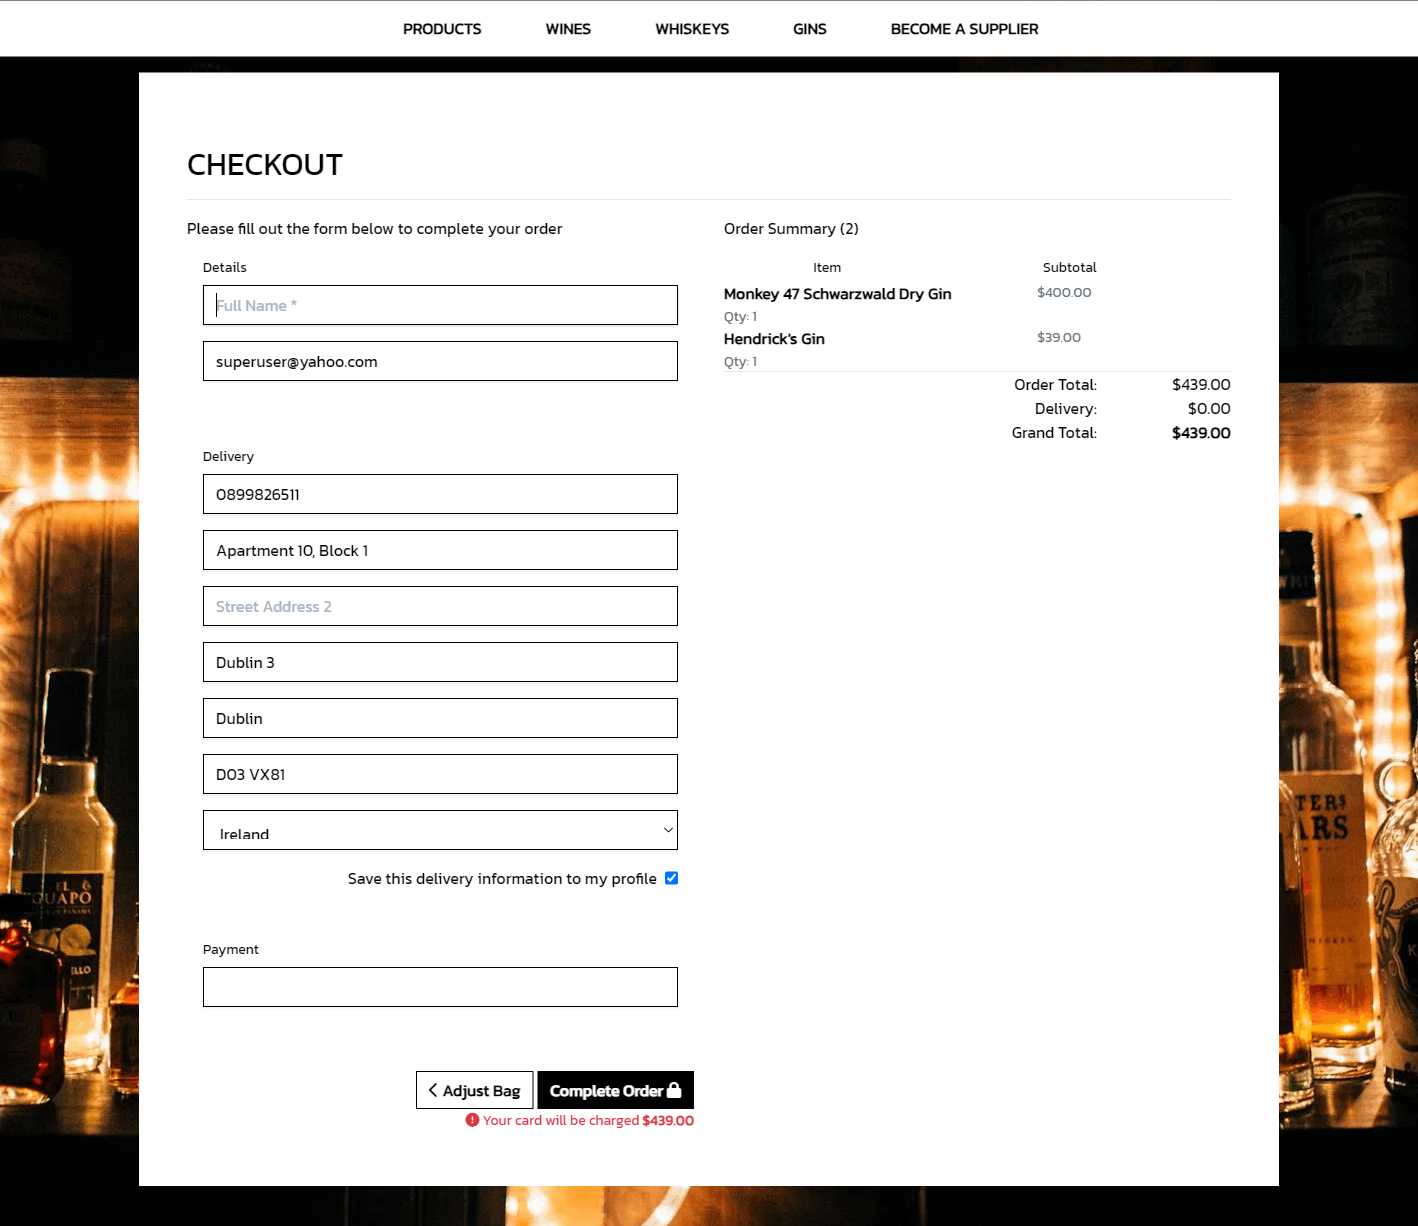 PRODUCTS WINES WHISKEYS GINS BECOME A SUPPLIER
CHECKOUT
Please fill out the form below to complete your order
Details
Full Name *
superuser@yahoo.com
Delivery
0899826511
Apartment 10, Block 1
Street Address 2
Dublin 3
Dublin
D03 VX81
Ireland
Save this delivery information to my profile
Payment
Adjust Bag Complete Order
Your card will be charged $439.00
Order Summary (2)
Item Subtotal
Monkey 47 Schwarzwald Dry Gin $400.00
Qty: 1
Hendrick's Gin $39.00
Qty: 1
Order Total: $439.00
Delivery: $0.00
Grand Total: $439.00
EL
GUAPO